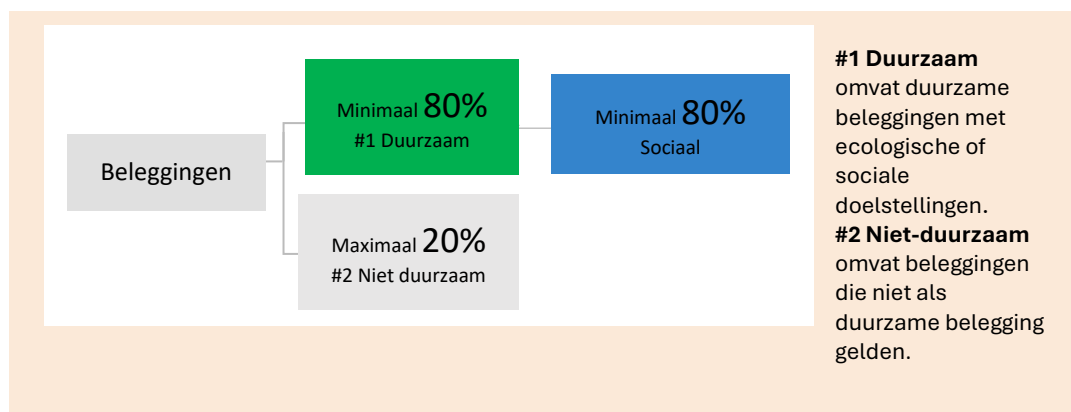 Beleggingen
Minimaal 80%
#1 Duurzaam
Minimaal 80%
Sociaal
Maximaal 20%
#2 Niet duurzaam
#1 Duurzaam
omvat duurzame
beleggingen met
ecologische of
sociale
doelstellingen.
#2 Niet-duurzaam
omvat beleggingen
die niet als
duurzame belegging
gelden.